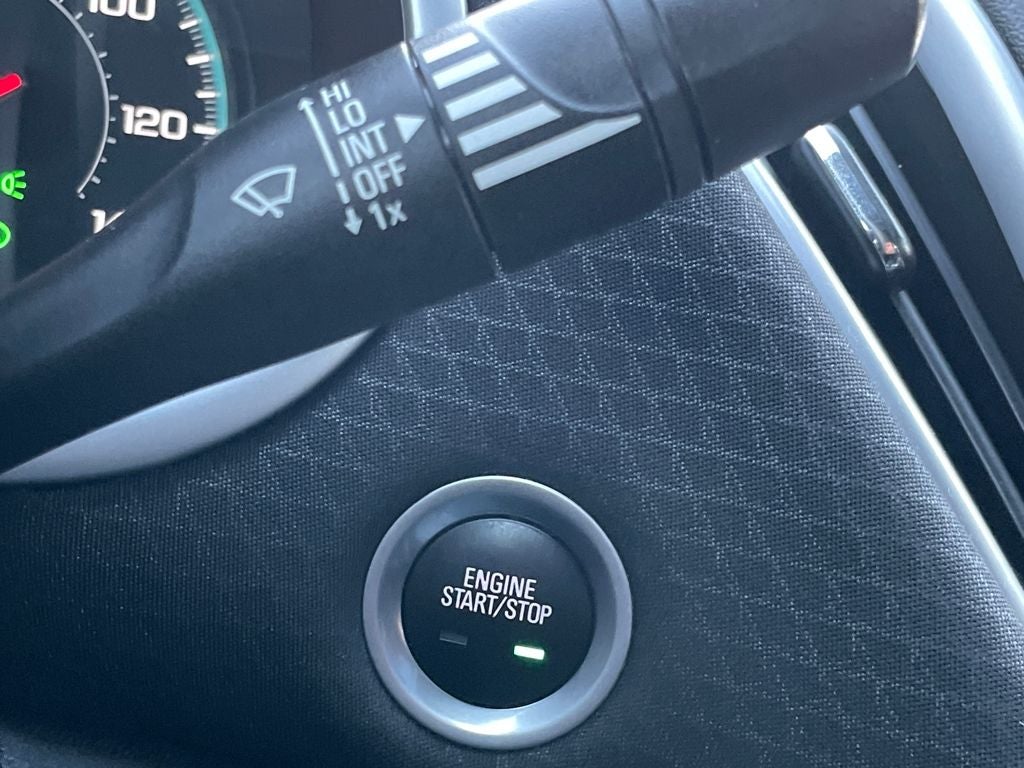 100
120
HI
LO
INT
OFF
1x
ENGINE
START/STOP